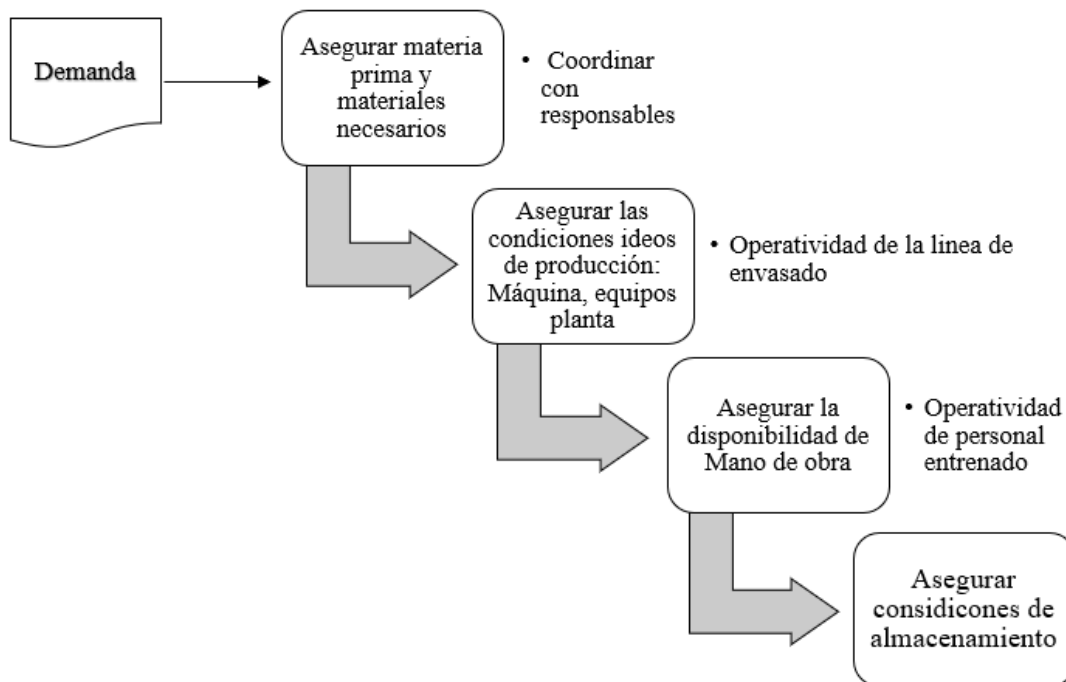 Demanda
Asegurar materia
prima y
materiales
necesarios
• Coordinar
con
responsables
Asegurar las
condiciones ideos
de producción:
Máquina, equipos
planta
• Operatividad de la linea de
envasado
Asegurar la
disponibilidad de
Mano de obra
• Operatividad
de personal
entrenado
Asegurar
considicones de
almacenamiento